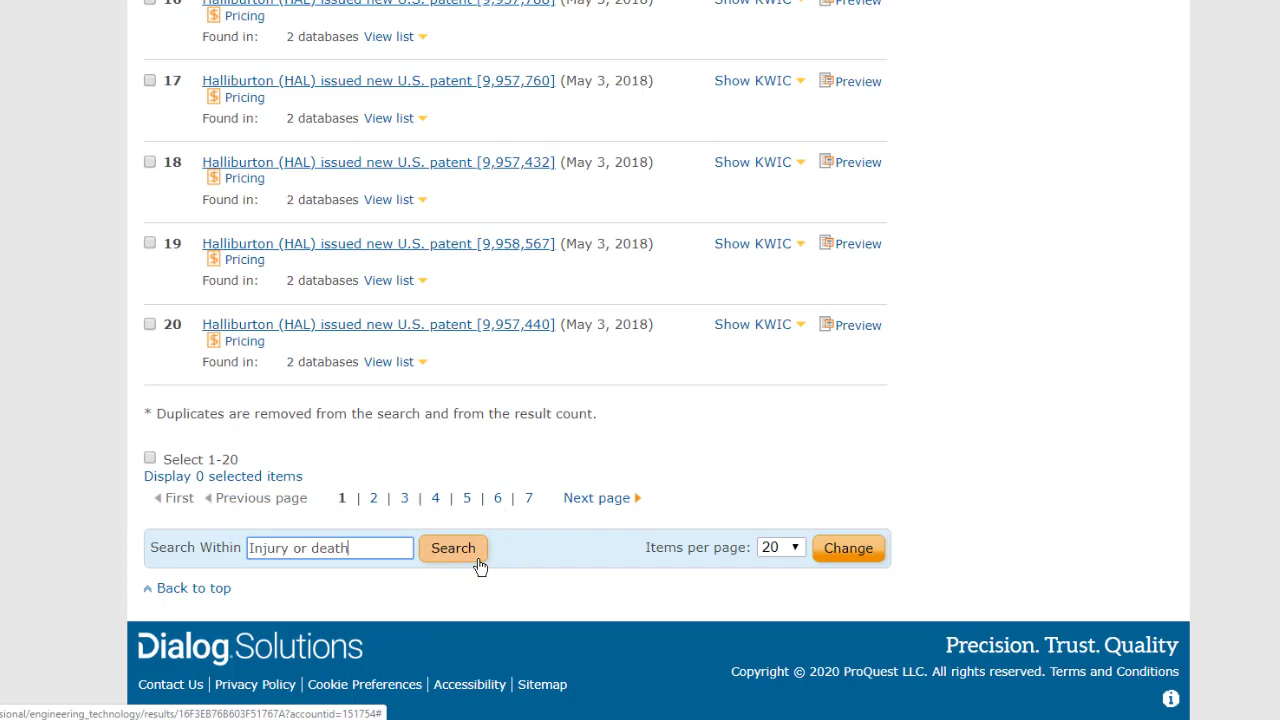 16 Halliburton (HAL) issued new U.S. patent [9,957,766] (May 3, 2018) Show KWIC Preview
Pricing
Found in: 2 databases View list
17 Halliburton (HAL) issued new U.S. patent [9,957,760] (May 3, 2018) Show KWIC Preview
Pricing
Found in: 2 databases View list
18 Halliburton (HAL) issued new U.S. patent [9,957,432] (May 3, 2018) Show KWIC Preview
Pricing
Found in: 2 databases View list
19 Halliburton (HAL) issued new U.S. patent [9,958,567] (May 3, 2018) Show KWIC Preview
Pricing
Found in: 2 databases View list
20 Halliburton (HAL) issued new U.S. patent [9,957,440] (May 3, 2018) Show KWIC Preview
Pricing
Found in: 2 databases View list
* Duplicates are removed from the search and from the result count.
Select 1-20
Display 0 selected items
First Previous page 1 | 2 | 3 | 4 | 5 | 6 | 7 Next page
Search Within Injury or death Search Items per page: 20 Change
Back to top
Dialog Solutions Precision. Trust. Quality
Copyright © 2020 ProQuest LLC. All rights reserved. Terms and Conditions
Contact Us | Privacy Policy | Cookie Preferences | Accessibility | Sitemap
sional/engineering_technology/results/16F3EB76B603F51767A?accountid=151754#